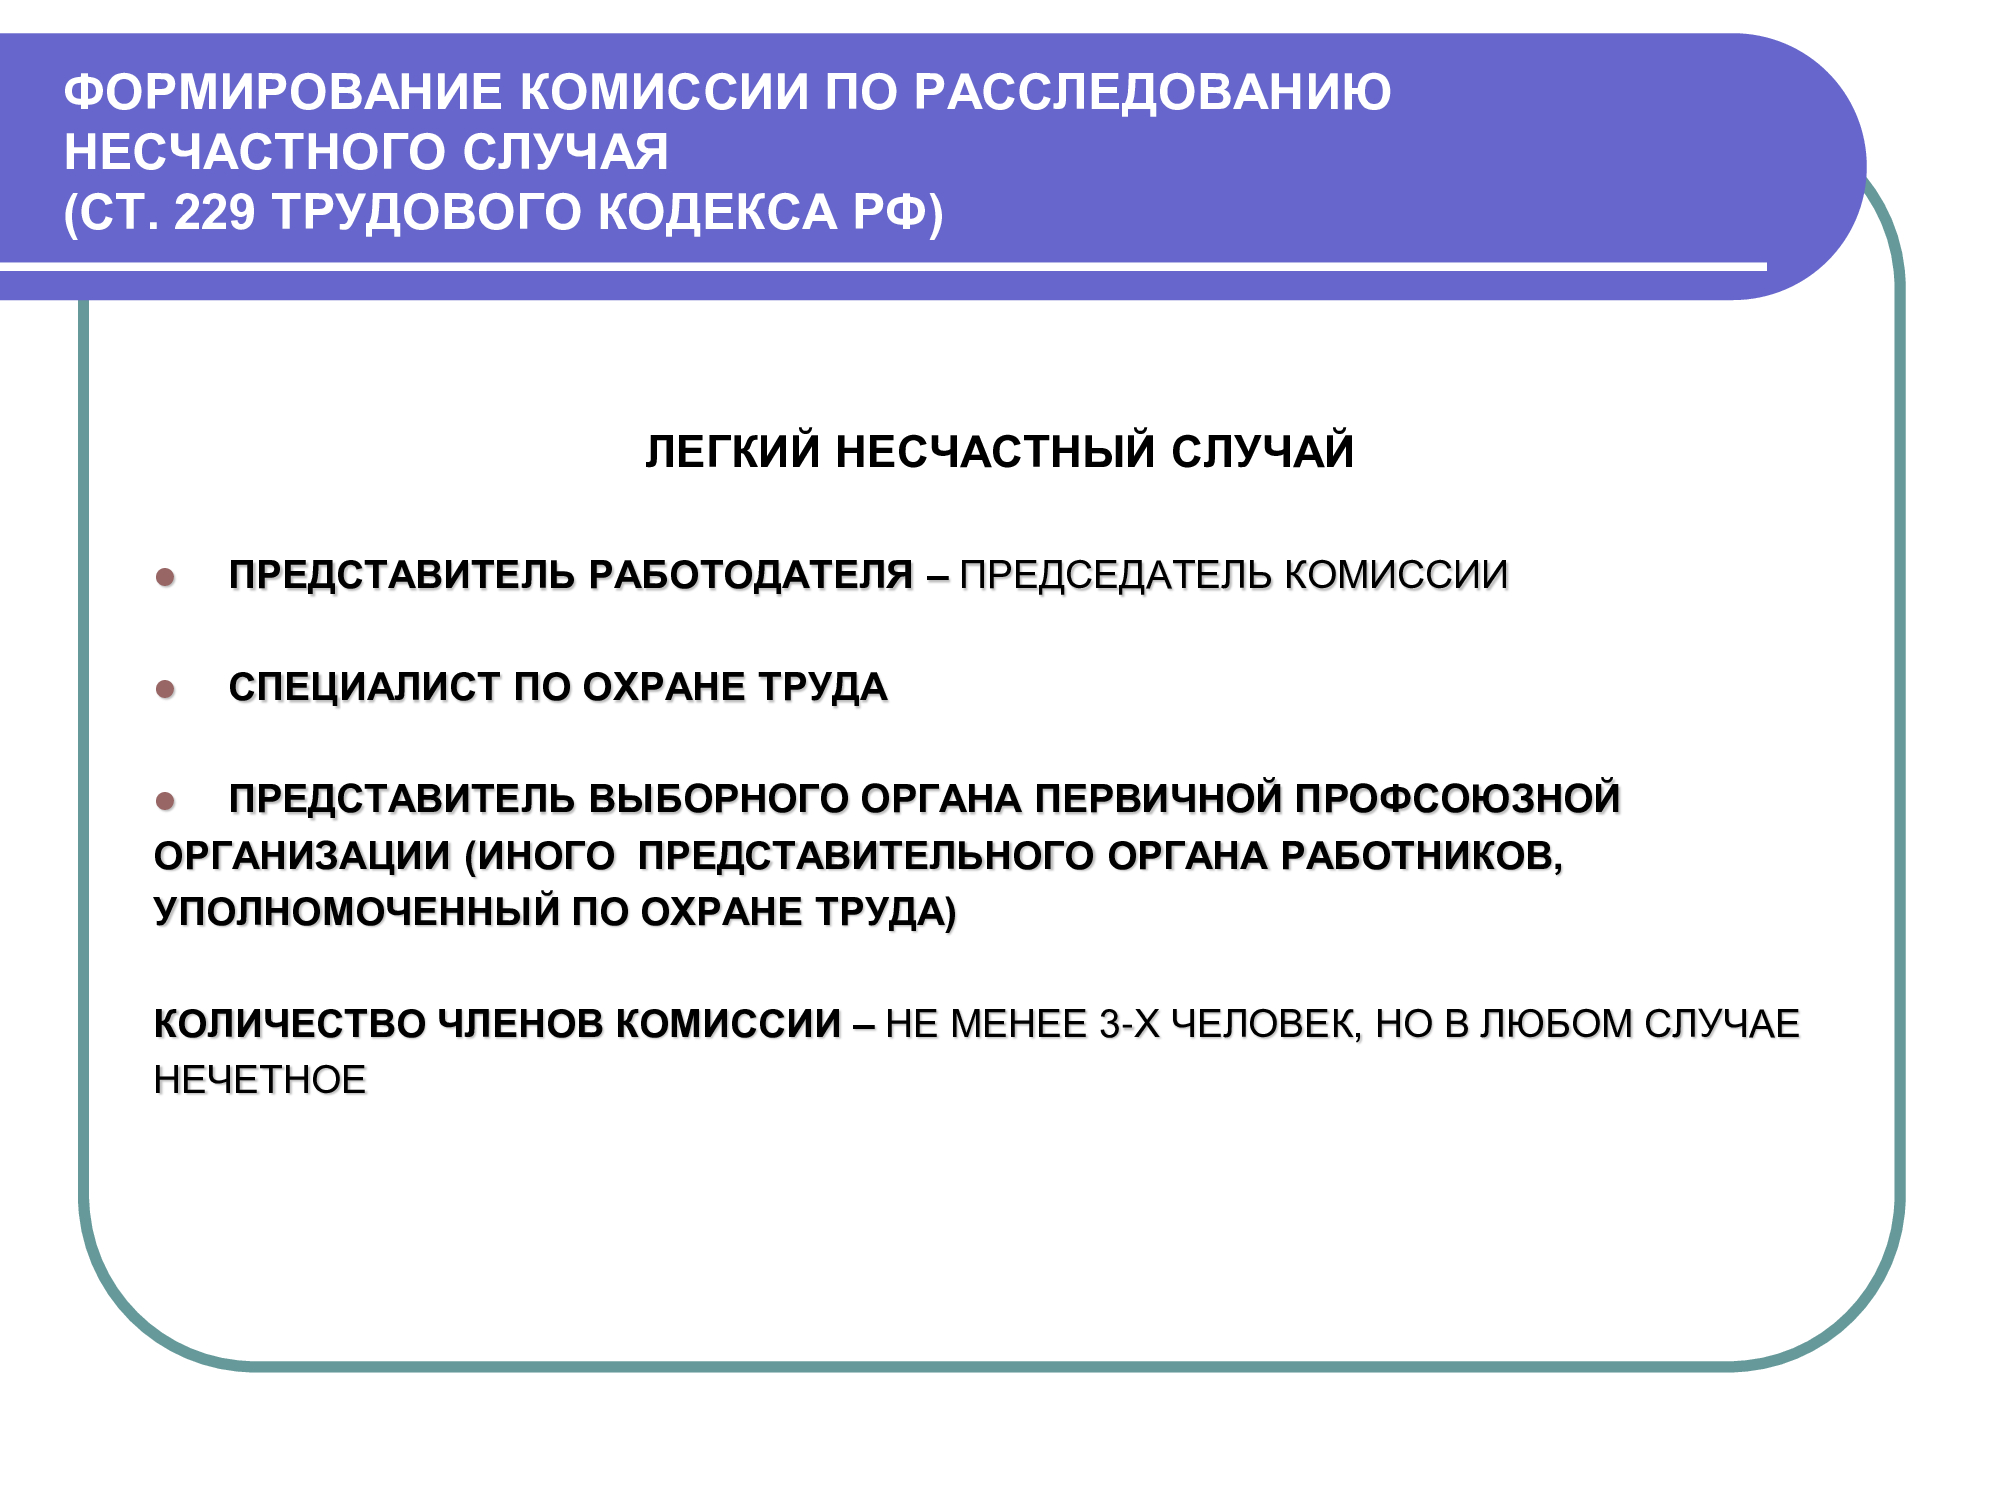 ФОРМИРОВАНИЕ КОМИССИИ ПО РАССЛЕДОВАНИЮ
НЕСЧАСТНОГО СЛУЧАЯ
(СТ. 229 ТРУДОВОГО КОДЕКСА РФ)
ЛЕГКИЙ НЕСЧАСТНЫЙ СЛУЧАЙ
● ПРЕДСТАВИТЕЛЬ РАБОТОДАТЕЛЯ – ПРЕДСЕДАТЕЛЬ КОМИССИИ
● СПЕЦИАЛИСТ ПО ОХРАНЕ ТРУДА
● ПРЕДСТАВИТЕЛЬ ВЫБОРНОГО ОРГАНА ПЕРВИЧНОЙ ПРОФСОЮЗНОЙ
ОРГАНИЗАЦИИ (ИНОГО ПРЕДСТАВИТЕЛЬНОГО ОРГАНА РАБОТНИКОВ,
УПОЛНОМОЧЕННЫЙ ПО ОХРАНЕ ТРУДА)
КОЛИЧЕСТВО ЧЛЕНОВ КОМИССИИ – НЕ МЕНЕЕ 3-Х ЧЕЛОВЕК, НО В ЛЮБОМ СЛУЧАЕ
НЕЧЕТНОЕ